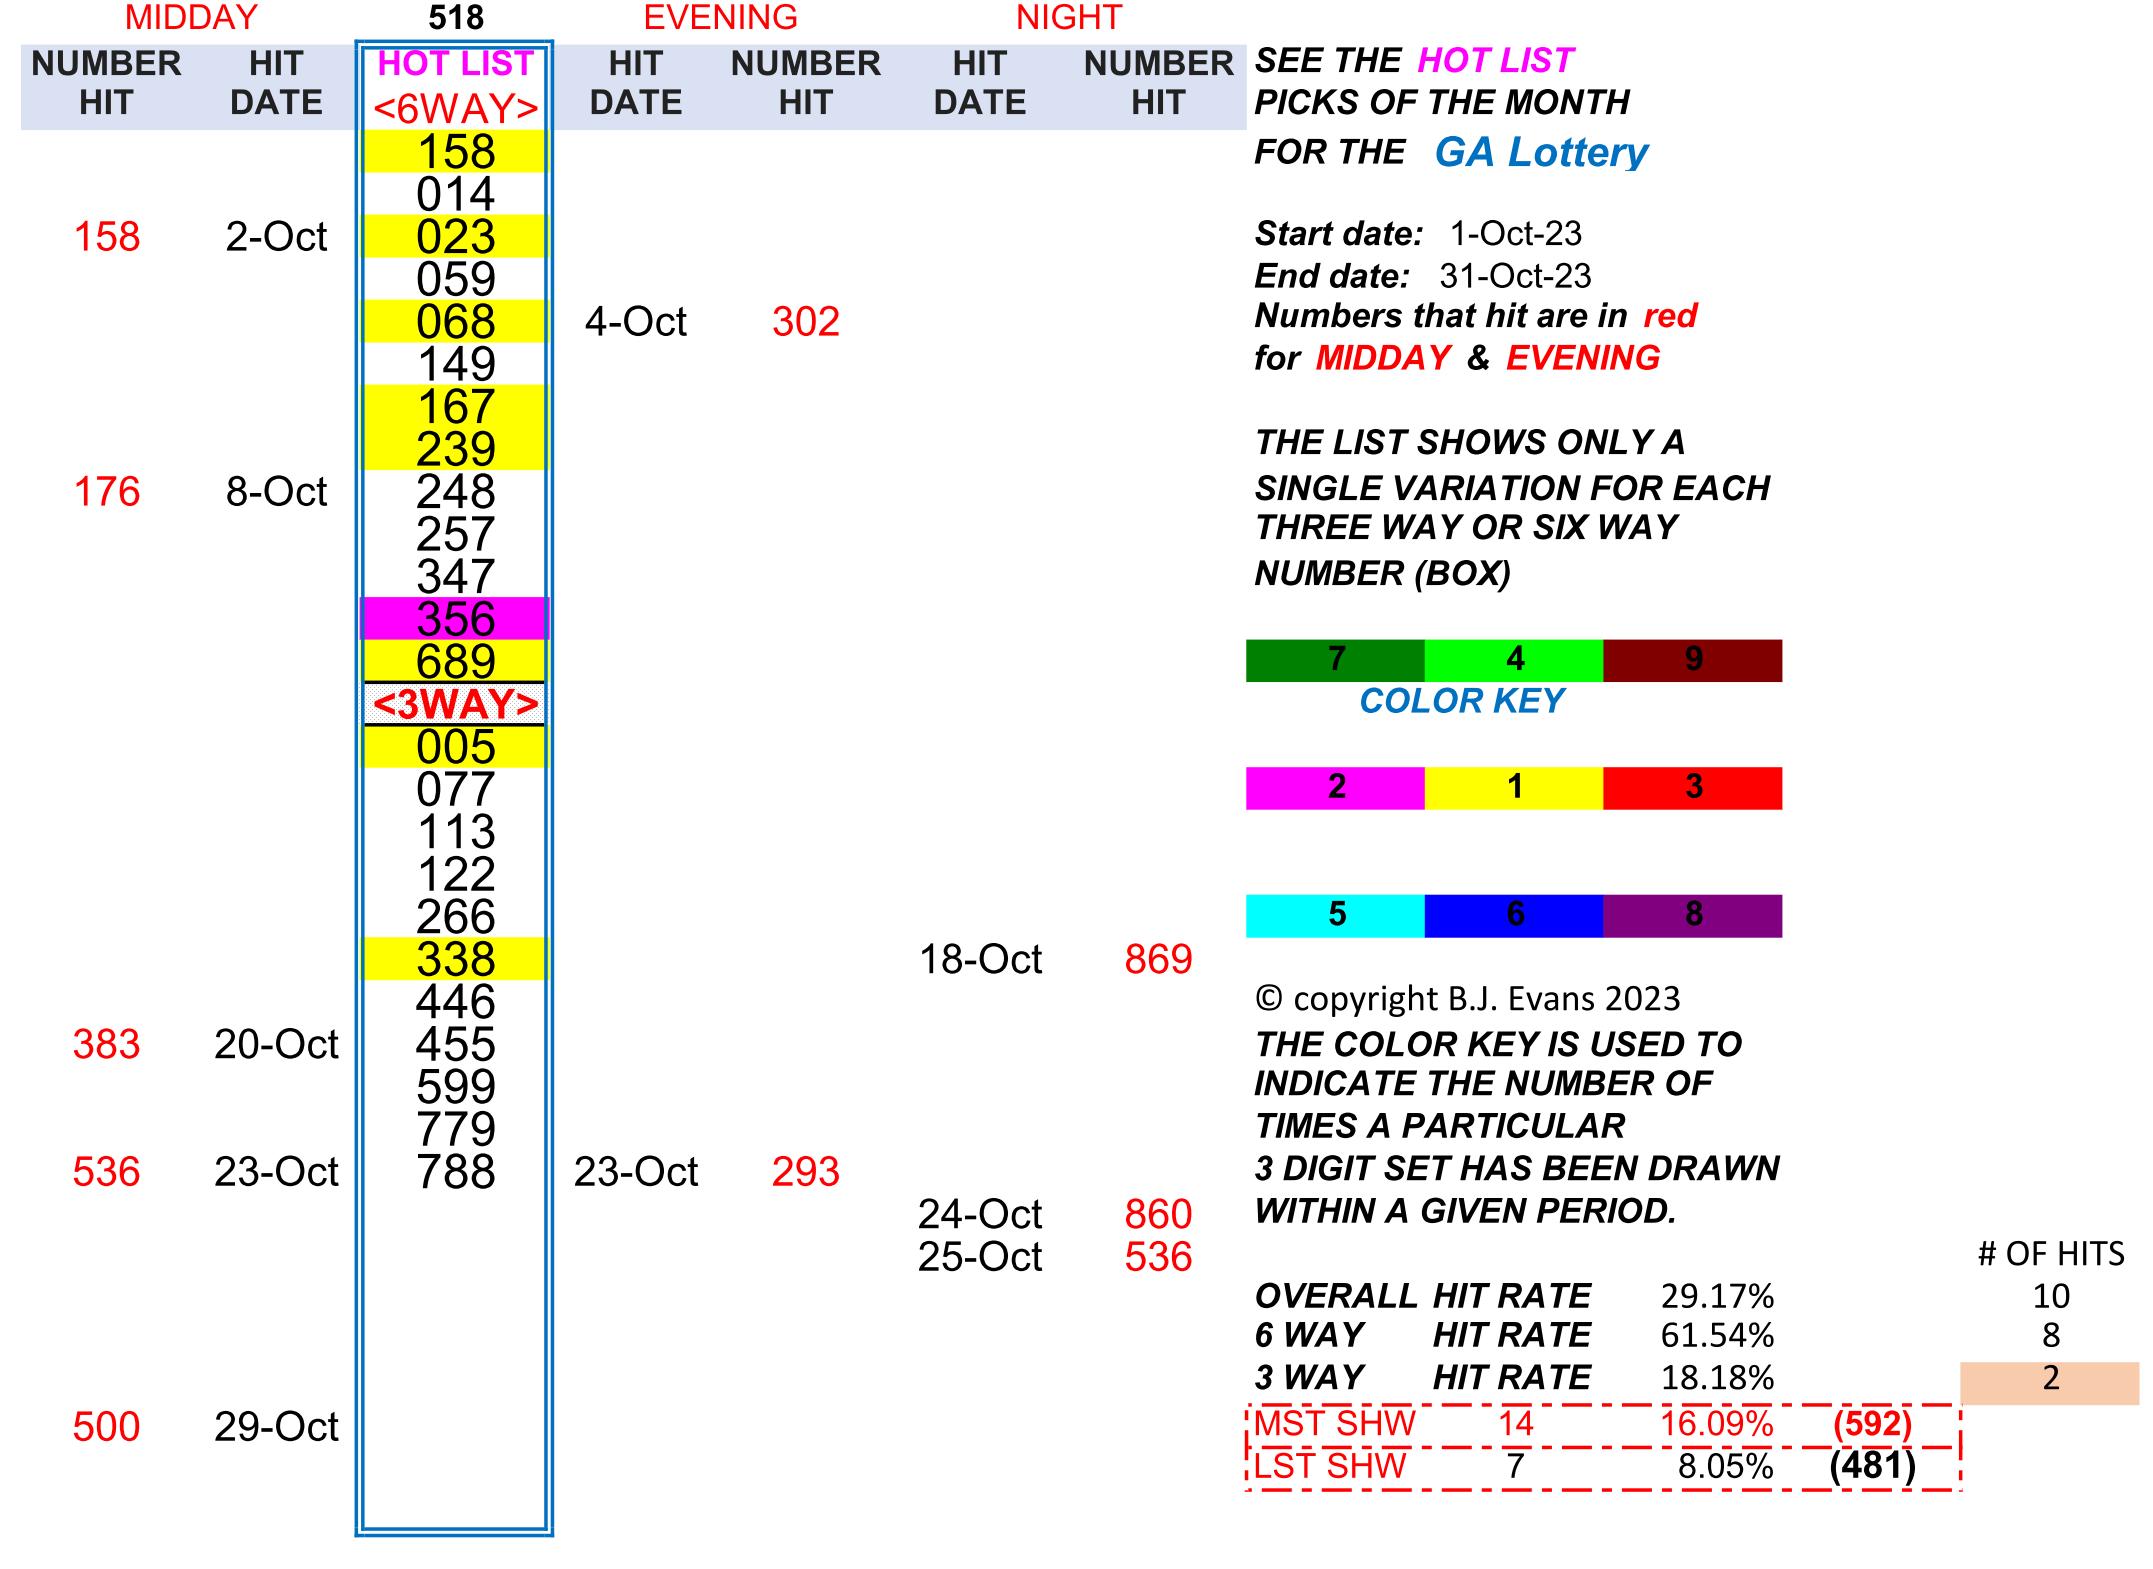 MIDDAY 518 EVENING NIGHT
NUMBER HIT HOT LIST HIT NUMBER HIT NUMBER SEE THE HOT LIST
HIT DATE <6WAY> DATE HIT DATE HIT PICKS OF THE MONTH
158 FOR THE GA Lottery
014
158 2-Oct 023 Start date: 1-Oct-23
059 End date: 31-Oct-23
068 4-Oct 302 Numbers that hit are in red
149 for MIDDAY & EVENING
167
239 THE LIST SHOWS ONLY A
176 8-Oct 248 SINGLE VARIATION FOR EACH
257 THREE WAY OR SIX WAY
347 NUMBER (BOX)
356
689 7 4 9
<3WAY> COLOR KEY
005
077 2 1 3
113
122
266 5 6 8
338 18-Oct 869
446 © copyright B.J. Evans 2023
383 20-Oct 455 THE COLOR KEY IS USED TO
599 INDICATE THE NUMBER OF
779 TIMES A PARTICULAR
536 23-Oct 788 23-Oct 293 3 DIGIT SET HAS BEEN DRAWN
24-Oct 860 WITHIN A GIVEN PERIOD.
25-Oct 536 # OF HITS
OVERALL HIT RATE 29.17% 10
6 WAY HIT RATE 61.54% 8
3 WAY HIT RATE 18.18% 2
500 29-Oct MST SHW 14 16.09% (592)
LST SHW 7 8.05% (481)